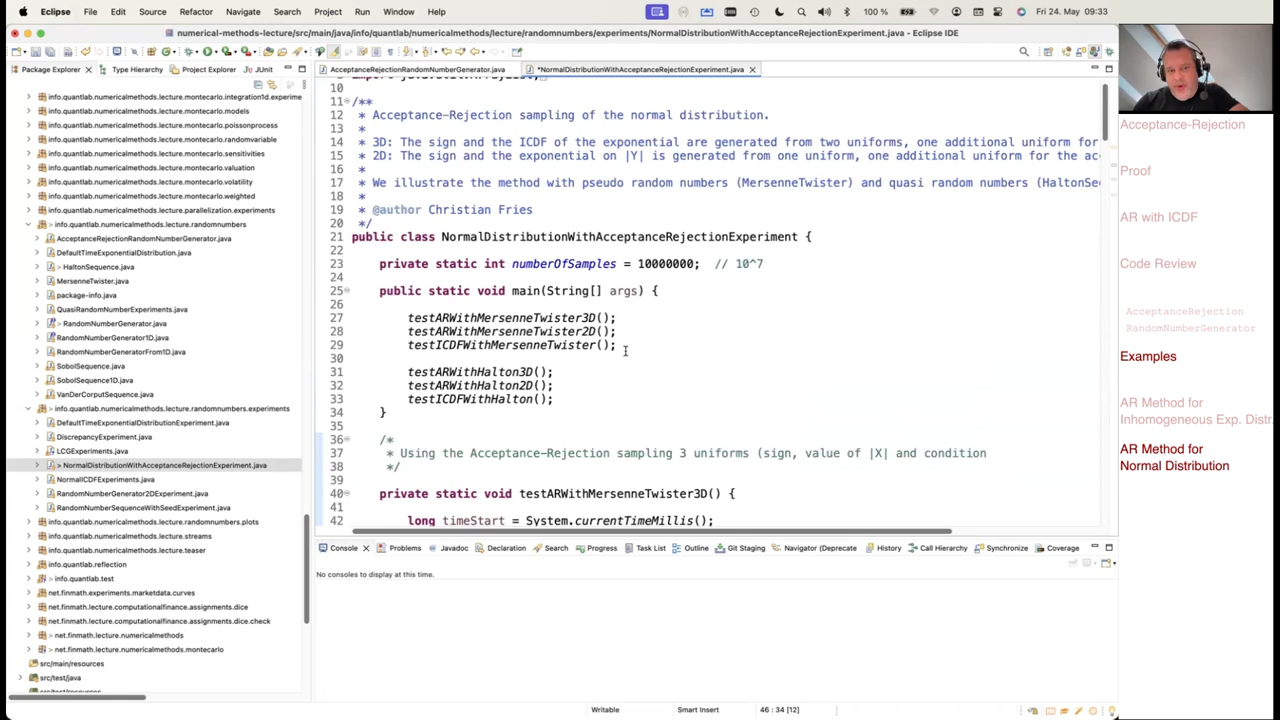 Eclipse File Edit Source Refactor Navigate Search Project Run Window Help 100 % Fri 24. May 09:33
numerical-methods-lecture/src/main/java/info/quantlab/numericalmethods/lecture/randomnumbers/experiments/NormalDistributionWithAcceptanceRejectionExperiment.java - Eclipse IDE
Package Explorer Type Hierarchy Project Explorer JUnit
info.quantlab.numericalmethods.lecture.montecarlo.integration1d.experime
info.quantlab.numericalmethods.lecture.montecarlo.models
info.quantlab.numericalmethods.lecture.montecarlo.poissonprocess
info.quantlab.numericalmethods.lecture.montecarlo.randomvariable
info.quantlab.numericalmethods.lecture.montecarlo.sensitivities
info.quantlab.numericalmethods.lecture.montecarlo.valuation
info.quantlab.numericalmethods.lecture.montecarlo.volatility
info.quantlab.numericalmethods.lecture.montecarlo.weighted
info.quantlab.numericalmethods.lecture.parallelization.experiments
> info.quantlab.numericalmethods.lecture.randomnumbers
AcceptanceRejectionRandomNumberGenerator.java
DefaultTimeExponentialDistribution.java
> HaltonSequence.java
MersenneTwister.java
package-info.java
QuasiRandomNumberExperiments.java
> RandomNumberGenerator.java
RandomNumberGenerator1D.java
RandomNumberGeneratorFrom1D.java
SobolSequence.java
SobolSequence1D.java
VanDerCorputSequence.java
> info.quantlab.numericalmethods.lecture.randomnumbers.experiments
DefaultTimeExponentialDistributionExperiment.java
DiscrepancyExperiment.java
LCGExperiments.java
> NormalDistributionWithAcceptanceRejectionExperiment.java
NormalICDFExperiments.java
RandomNumberGenerator2DExperiment.java
RandomNumberSequenceWithSeedExperiment.java
info.quantlab.numericalmethods.lecture.randomnumbers.plots
info.quantlab.numericalmethods.lecture.streams
info.quantlab.numericalmethods.lecture.teaser
info.quantlab.reflection
> info.quantlab.test
net.finmath.experiments.marketdata.curves
net.finmath.lecture.computationalfinance.assignments.dice
net.finmath.lecture.computationalfinance.assignments.dice.check
> net.finmath.lecture.numericalmethods
> net.finmath.lecture.numericalmethods.montecarlo
src/main/resources
src/test/java
src/test/resources
AcceptanceRejectionRandomNumberGenerator.java *NormalDistributionWithAcceptanceRejectionExperiment.java
10
11 /**
12 * Acceptance-Rejection sampling of the normal distribution.
13 *
14 * 3D: The sign and the ICDF of the exponential are generated from two uniforms, one additional uniform for
15 * 2D: The sign and the exponential on |Y| is generated from one uniform, one additional uniform for the ac
16 *
17 * We illustrate the method with pseudo random numbers (MersenneTwister) and quasi random numbers (HaltonSe
18 *
19 * @author Christian Fries
20 */
21 public class NormalDistributionWithAcceptanceRejectionExperiment {
22
23 private static int numberOfSamples = 10000000; // 10^7
24
25 public static void main(String[] args) {
26
27 testARWithMersenneTwister3D();
28 testARWithMersenneTwister2D();
29 testICDFWithMersenneTwister();
30
31 testARWithHalton3D();
32 testARWithHalton2D();
33 testICDFWithHalton();
34 }
35
36 /*
37 * Using the Acceptance-Rejection sampling 3 uniforms (sign, value of |X| and condition
38 */
39
40 private static void testARWithMersenneTwister3D() {
41
42 long timeStart = System.currentTimeMillis();
Console Problems Javadoc Declaration Search Progress Task List Outline Git Staging Navigator (Deprecate History Call Hierarchy Synchronize Coverage
No consoles to display at this time.
Writable Smart Insert 46 : 34 [12]
Acceptance-Rejection
Proof
AR with ICDF
Code Review
AcceptanceRejection
RandomNumberGenerator
Examples
AR Method for
Inhomogeneous Exp. Distr.
AR Method for
Normal Distribution